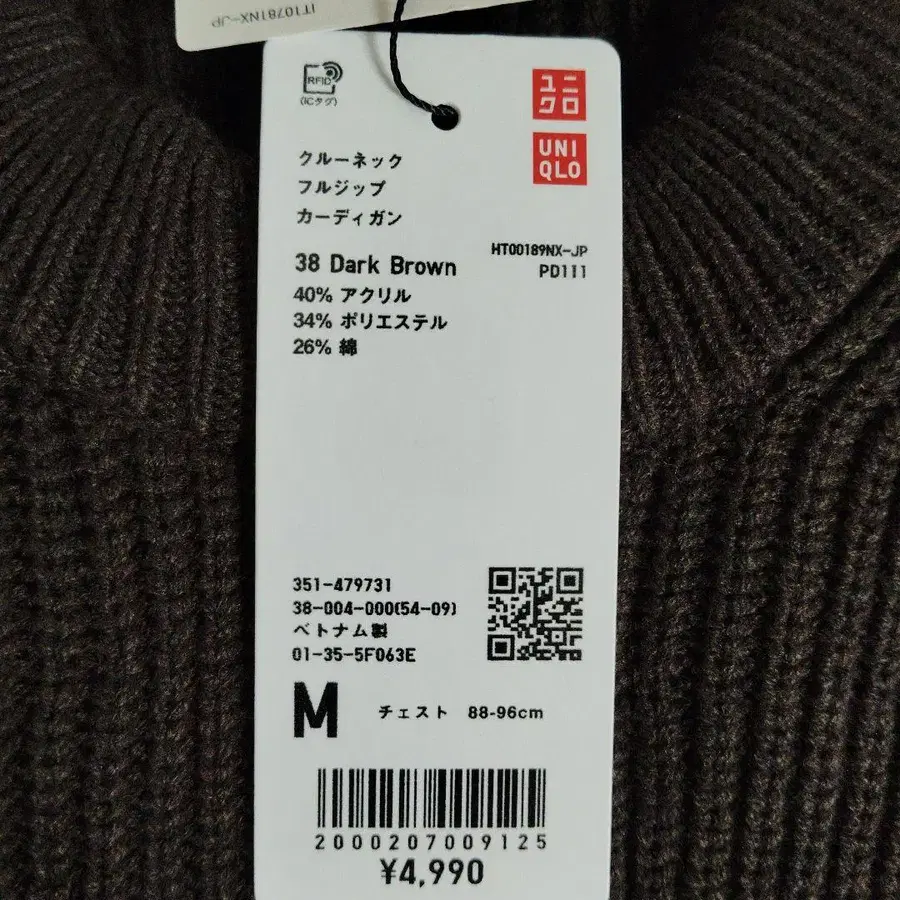 IT10781NX-JP
RFID
(ICタグ)
ユニ
クロ
UNI
QLO
クルーネック
フルジップ
カーディガン
38 Dark Brown
HT00189NX-JP
PD111
40% アクリル
34% ポリエステル
26% 綿
351-479731
38-004-000(54-09)
ベトナム製
01-35-5F063E
M チェスト 88-96cm
2000207009125
¥4,990